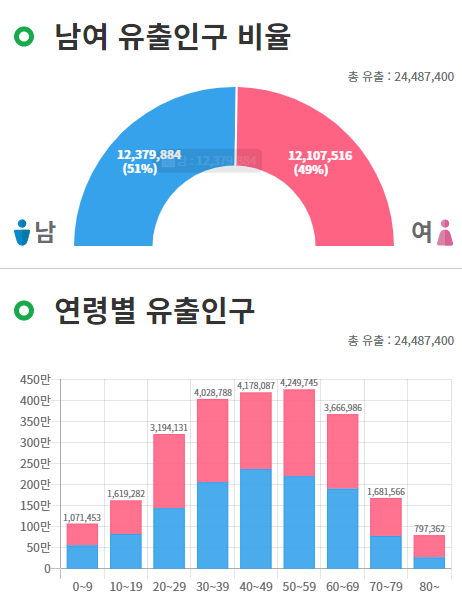 남여 유출인구 비율
총 유출 : 24,487,400
12,379,884
(51%)
남 : 12,379,884
12,107,516
(49%)
남
여
연령별 유출인구
총 유출 : 24,487,400
450만
400만
350만
300만
250만
200만
150만
100만
50만
0
1,071,453
1,619,282
3,194,131
4,028,788
4,178,087
4,249,745
3,666,986
1,681,566
797,362
0~9
10~19
20~29
30~39
40~49
50~59
60~69
70~79
80~